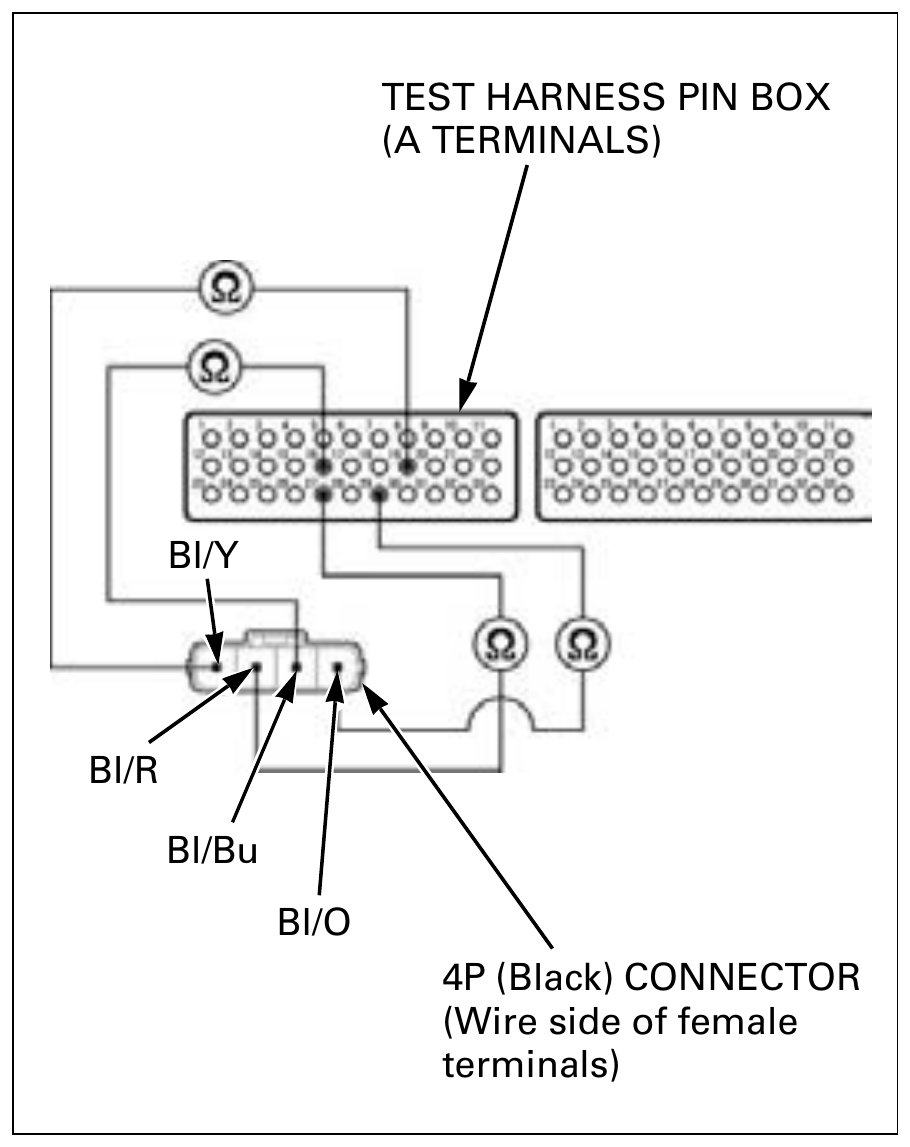 TEST HARNESS PIN BOX
(A TERMINALS)
Ω
Ω
Bl/Y
Ω
Ω
Bl/R
Bl/Bu
Bl/O
4P (Black) CONNECTOR
(Wire side of female
terminals)